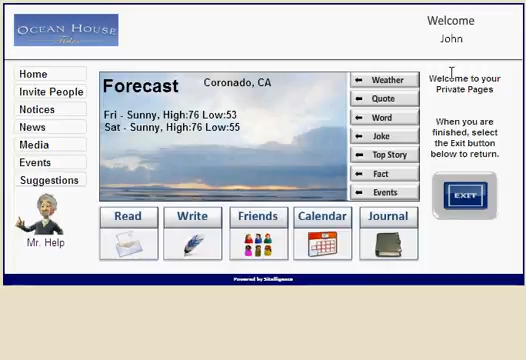 OCEAN HOUSE
Welcome
John
Home
Invite People
Notices
News
Media
Events
Suggestions
Mr. Help
Forecast
Coronado, CA
Fri - Sunny, High:76 Low:53
Sat - Sunny, High:76 Low:55
Weather
Quote
Word
Joke
Top Story
Fact
Events
Welcome to your
Private Pages
When you are
finished, select
the Exit button
below to return.
EXIT
Read
Write
Friends
Calendar
Journal
Powered by Sitelligence